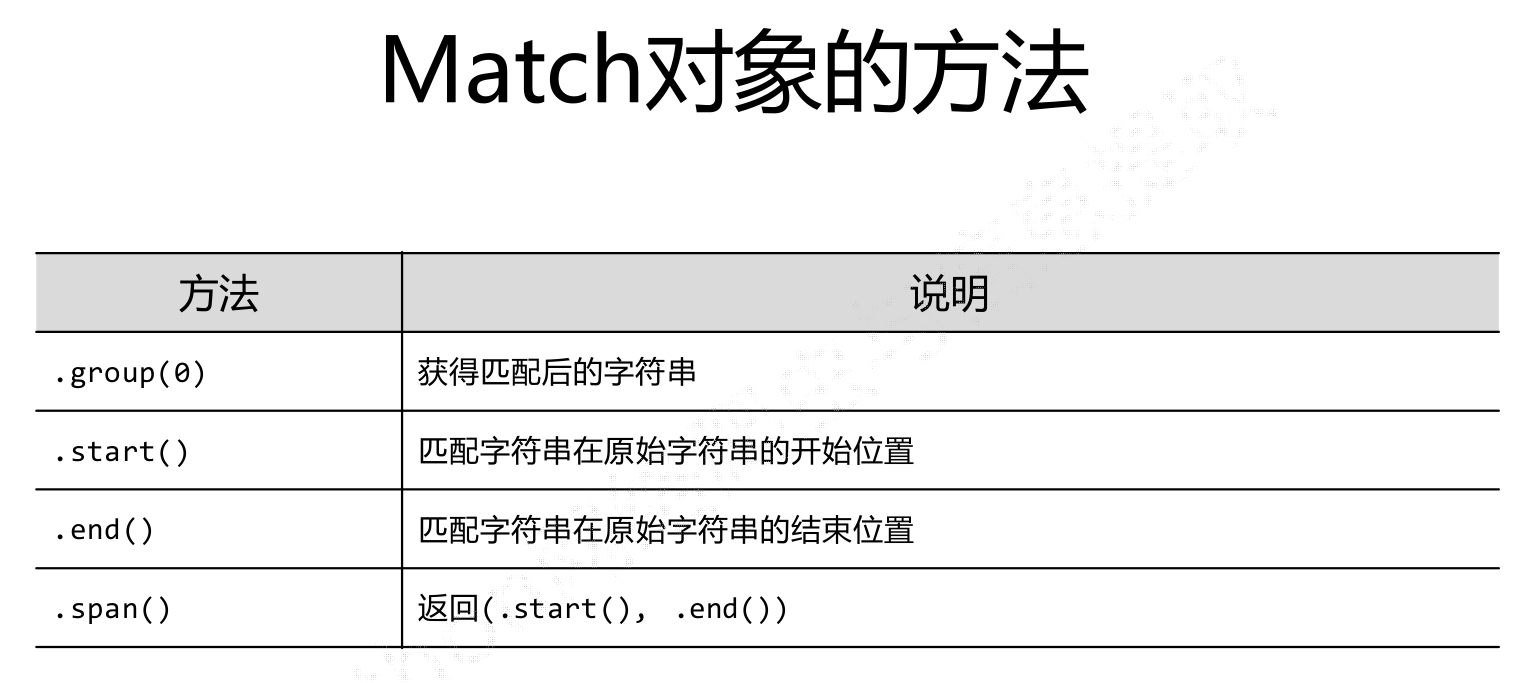 Match对象的方法
方法 说明
.group(0) 获得匹配后的字符串
.start() 匹配字符串在原始字符串的开始位置
.end() 匹配字符串在原始字符串的结束位置
.span() 返回(.start(), .end())